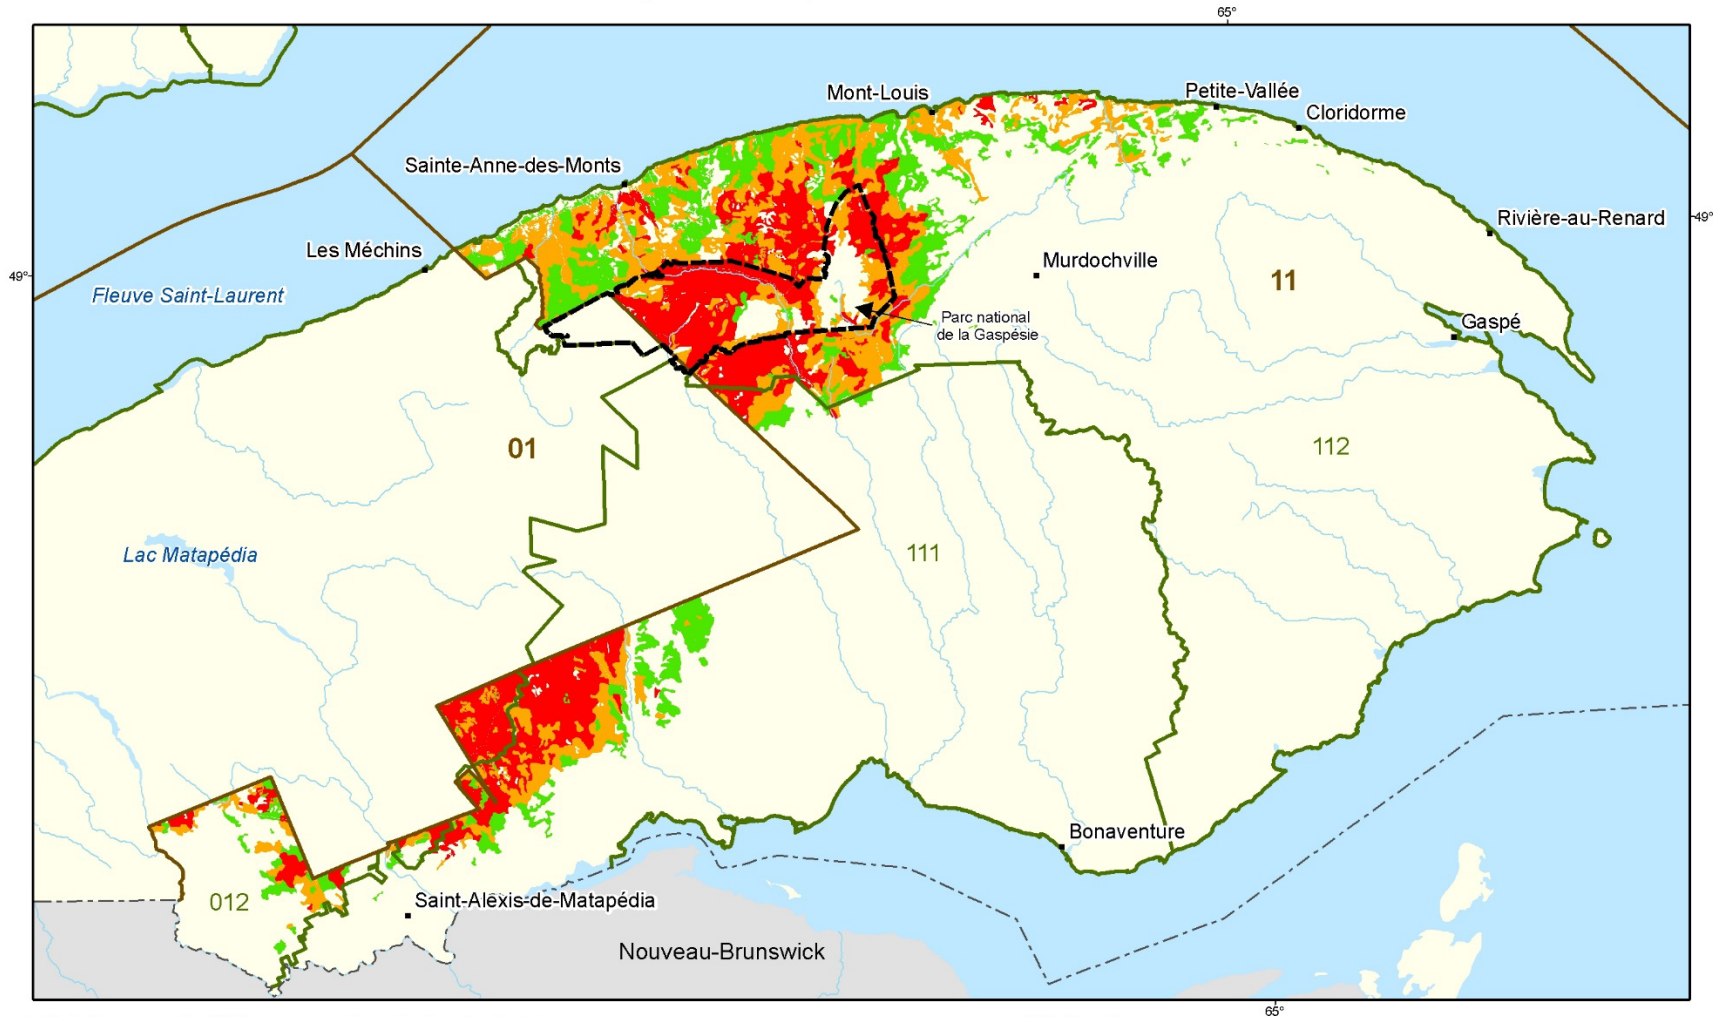 65°
Mont-Louis
Petite-Vallée
Cloridorme
Sainte-Anne-des-Monts
Rivière-au-Renard
49°
Les Méchins
Murdochville
49°
11
Fleuve Saint-Laurent
Parc national
de la Gaspésie
Gaspé
01
112
Lac Matapédia
111
Bonaventure
012
Saint-Alexis-de-Matapédia
Nouveau-Brunswick
65°